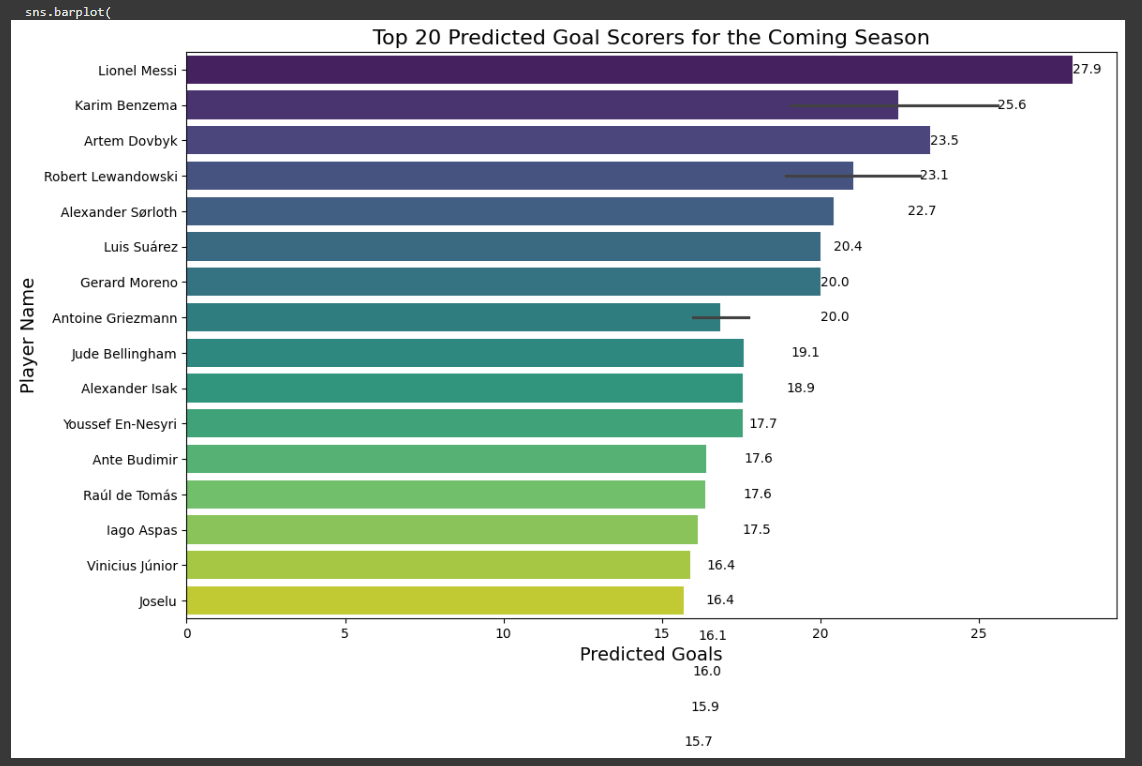 sns.barplot(
Top 20 Predicted Goal Scorers for the Coming Season
Lionel Messi 27.9
Karim Benzema 25.6
Artem Dovbyk 23.5
Robert Lewandowski 23.1
Alexander Sørloth 22.7
Luis Suárez 20.4
Gerard Moreno 20.0
Antoine Griezmann 20.0
Jude Bellingham 19.1
Alexander Isak 18.9
Youssef En-Nesyri 17.7
Ante Budimir 17.6
Raúl de Tomás 17.6
Iago Aspas 17.5
Vinicius Júnior 16.4
Joselu 16.4
Player Name
0 5 10 15 20 25
16.1
Predicted Goals
16.0
15.9
15.7